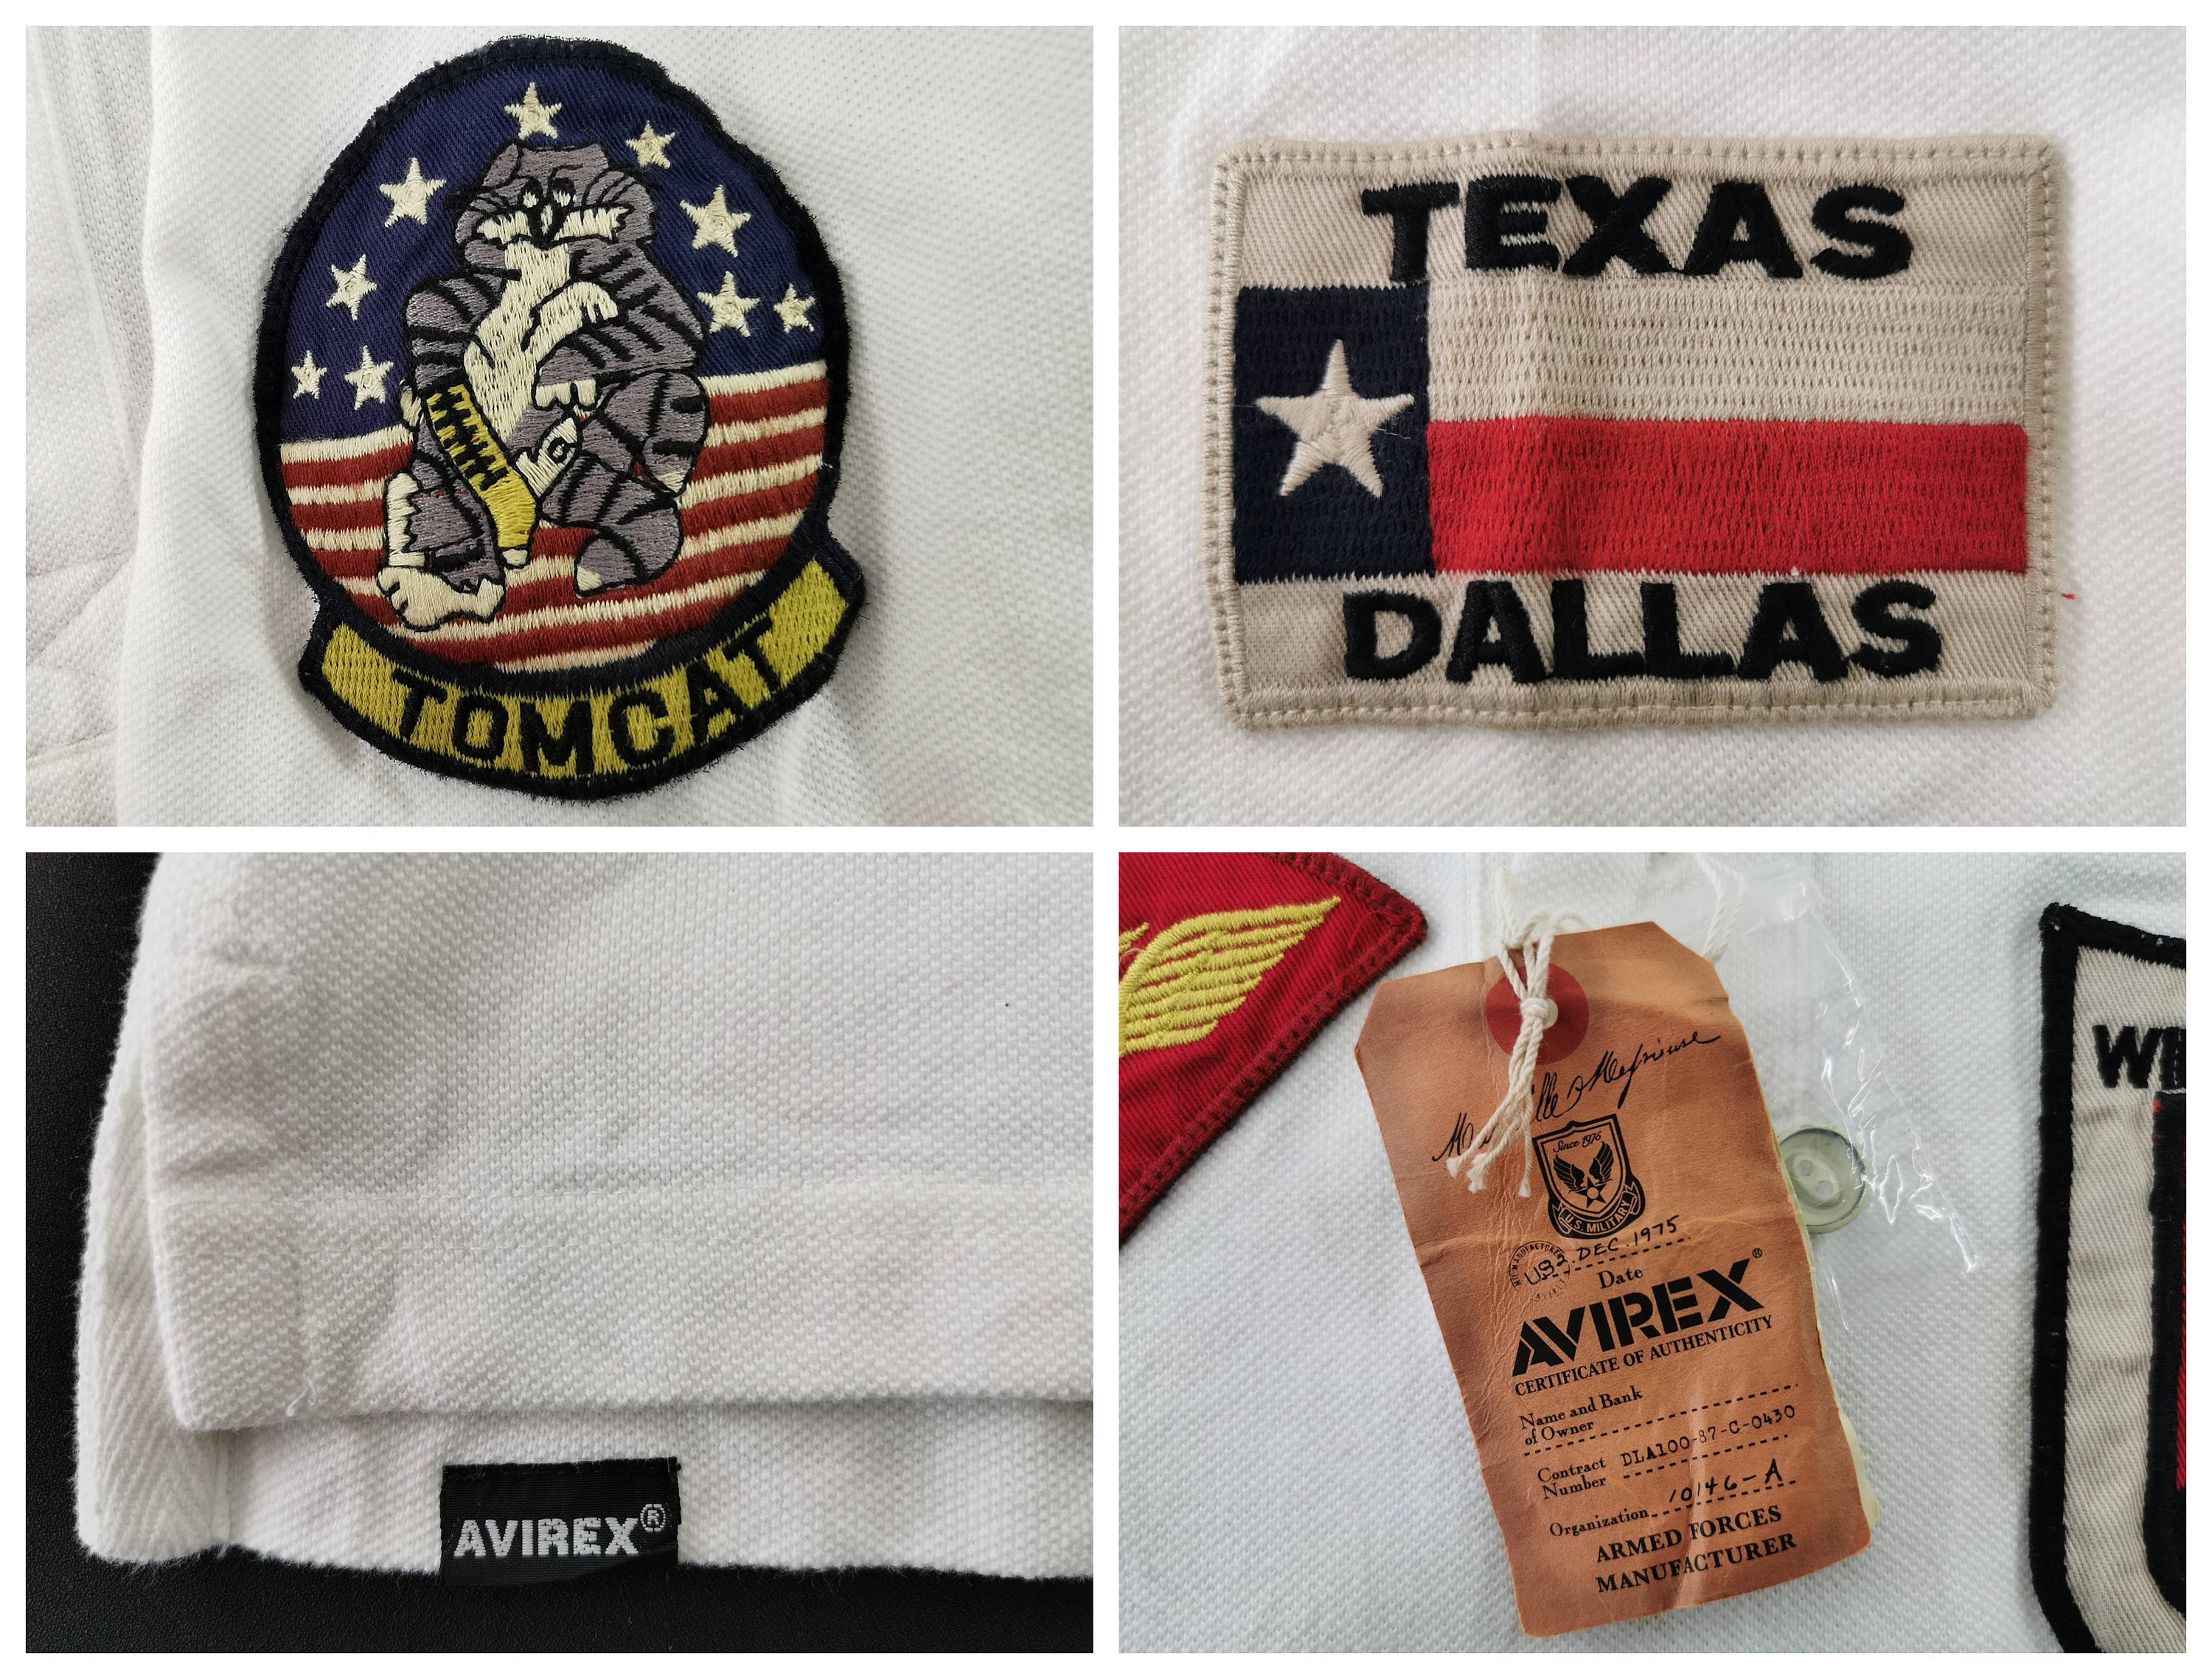 TOMCAT
TEXAS
DALLAS
AVIREX®
Since 1975
U.S. MILITARY
DEC. 1975
Date
AVIREX®
CERTIFICATE OF AUTHENTICITY
Name and Bank
of Owner
Contract DLA100-87-C-0430
Number
Organization 10146-A
ARMED FORCES
MANUFACTURER